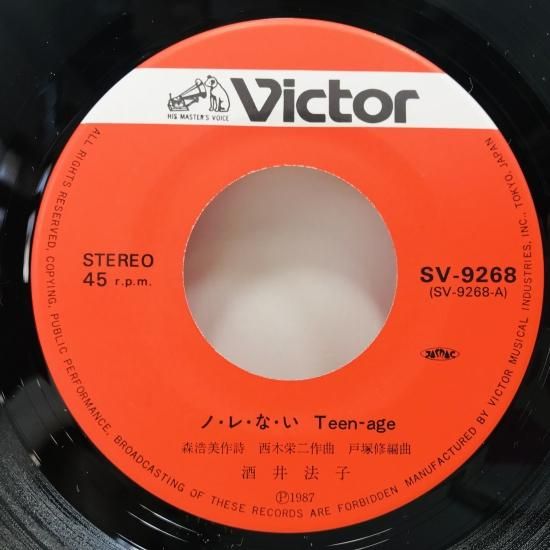 Victor
HIS MASTER'S VOICE
STEREO
45 r.p.m.
SV-9268
(SV-9268-A)
JASRAC
ノ・レ・な・い Teen-age
森浩美作詩 西木栄二作曲 戸塚修編曲
酒井法子
Ⓟ1987
ALL RIGHTS RESERVED, COPYING, PUBLIC PERFORMANCE, BROADCASTING OF THESE RECORDS ARE FORBIDDEN MANUFACTURED BY VICTOR MUSICAL INDUSTRIES, INC., TOKYO, JAPAN